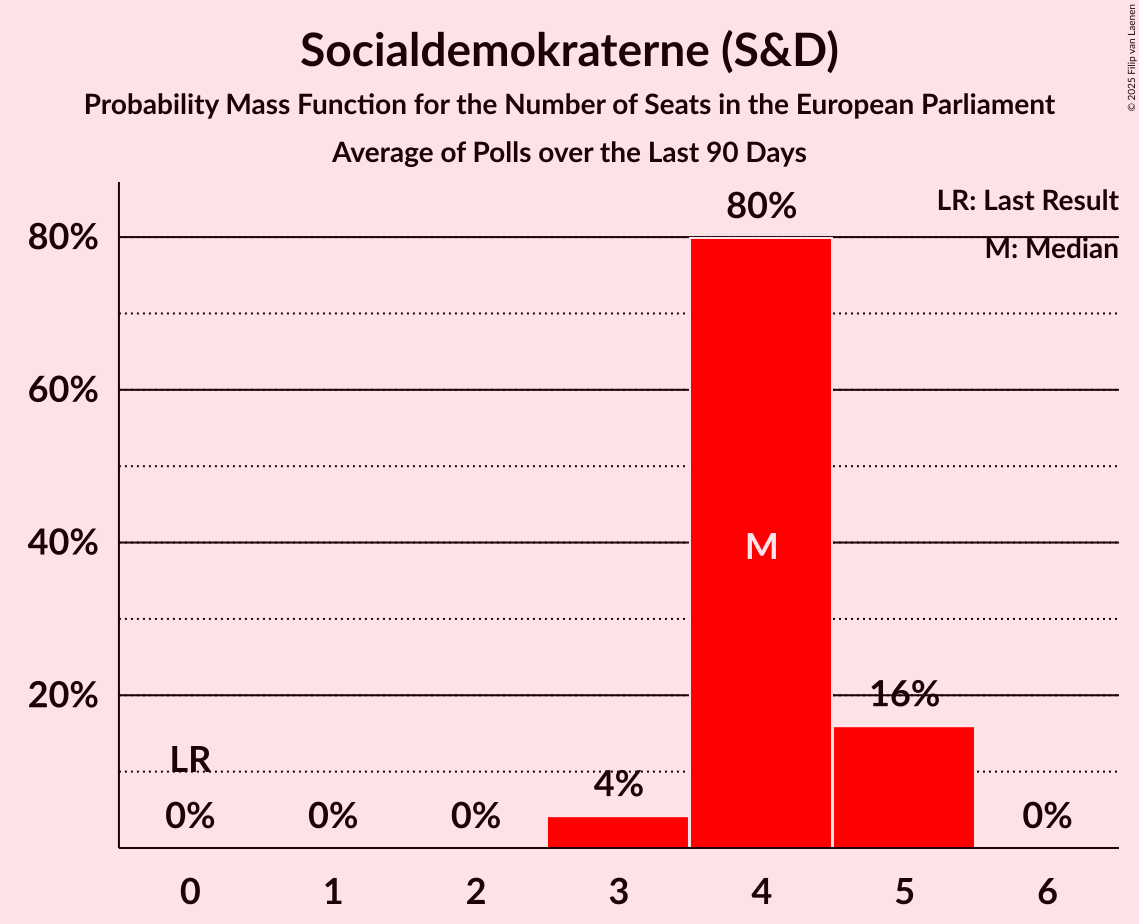 © 2025 Filip van Laenen
Socialdemokraterne (S&D)
Probability Mass Function for the Number of Seats in the European Parliament
Average of Polls over the Last 90 Days
LR: Last Result
M: Median
80%
80%
60%
40%
20%
M
16%
LR
4%
0% 0% 0% 0%
0 1 2 3 4 5 6